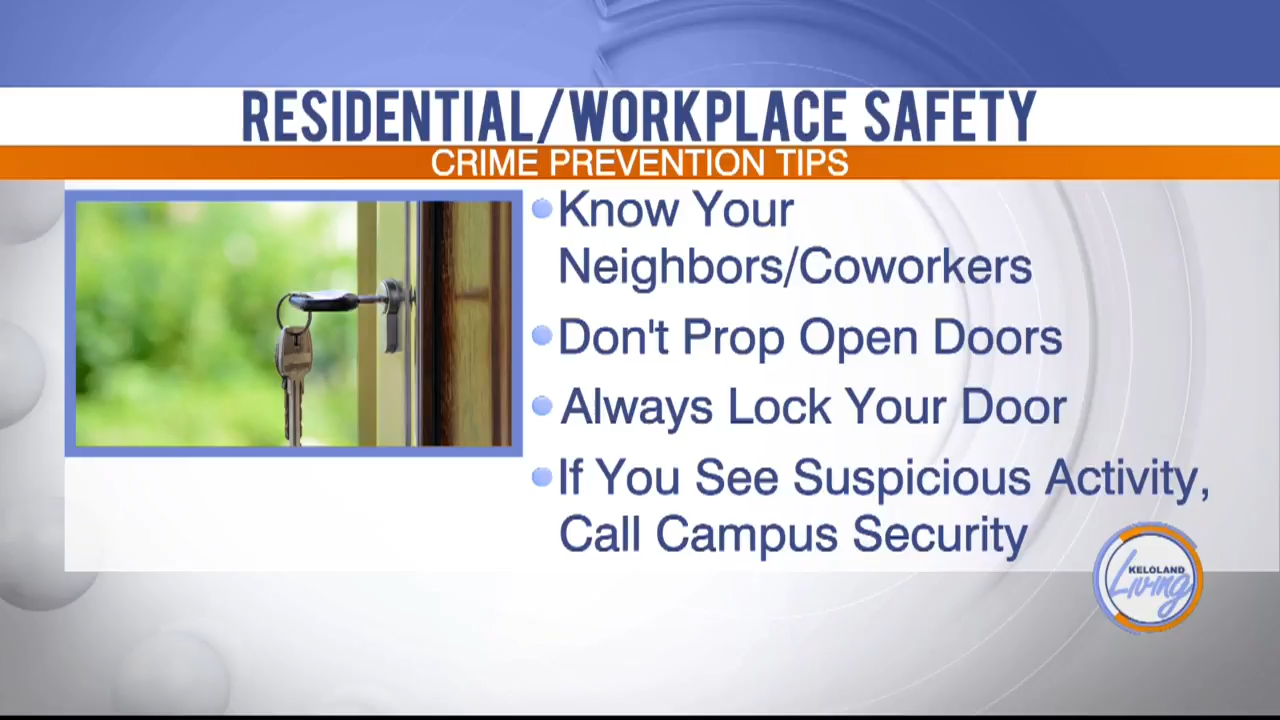 RESIDENTIAL/WORKPLACE SAFETY
CRIME PREVENTION TIPS
Know Your
Neighbors/Coworkers
Don't Prop Open Doors
Always Lock Your Door
If You See Suspicious Activity,
Call Campus Security
KELOLAND
Living